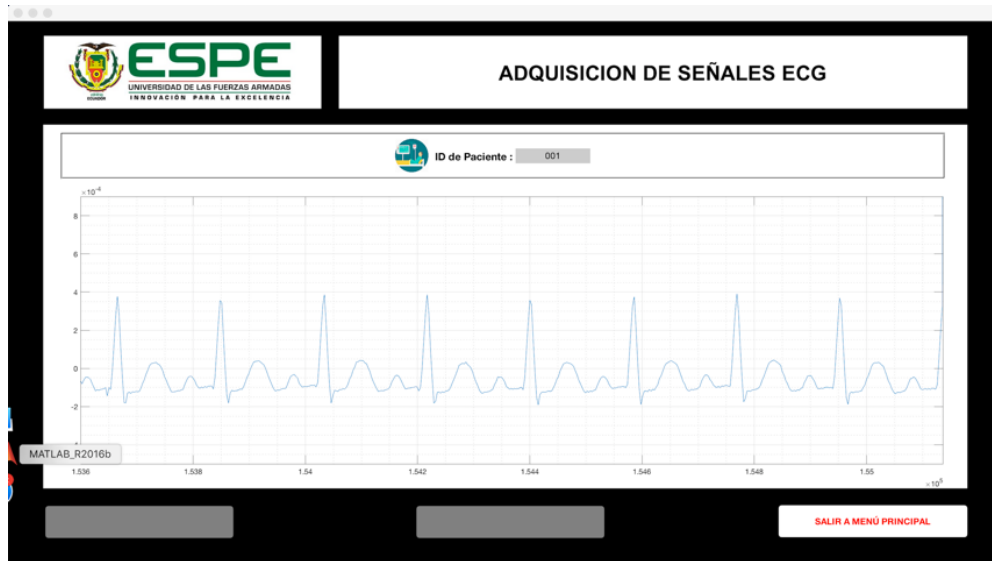 ESPE
UNIVERSIDAD DE LAS FUERZAS ARMADAS
INNOVACIÓN PARA LA EXCELENCIA
ECUADOR
ADQUISICION DE SEÑALES ECG
ID de Paciente : 001
×10⁻⁴
8
6
4
2
0
-2
MATLAB_R2016b
1.536 1.538 1.54 1.542 1.544 1.546 1.548 1.55
×10⁵
SALIR A MENÚ PRINCIPAL